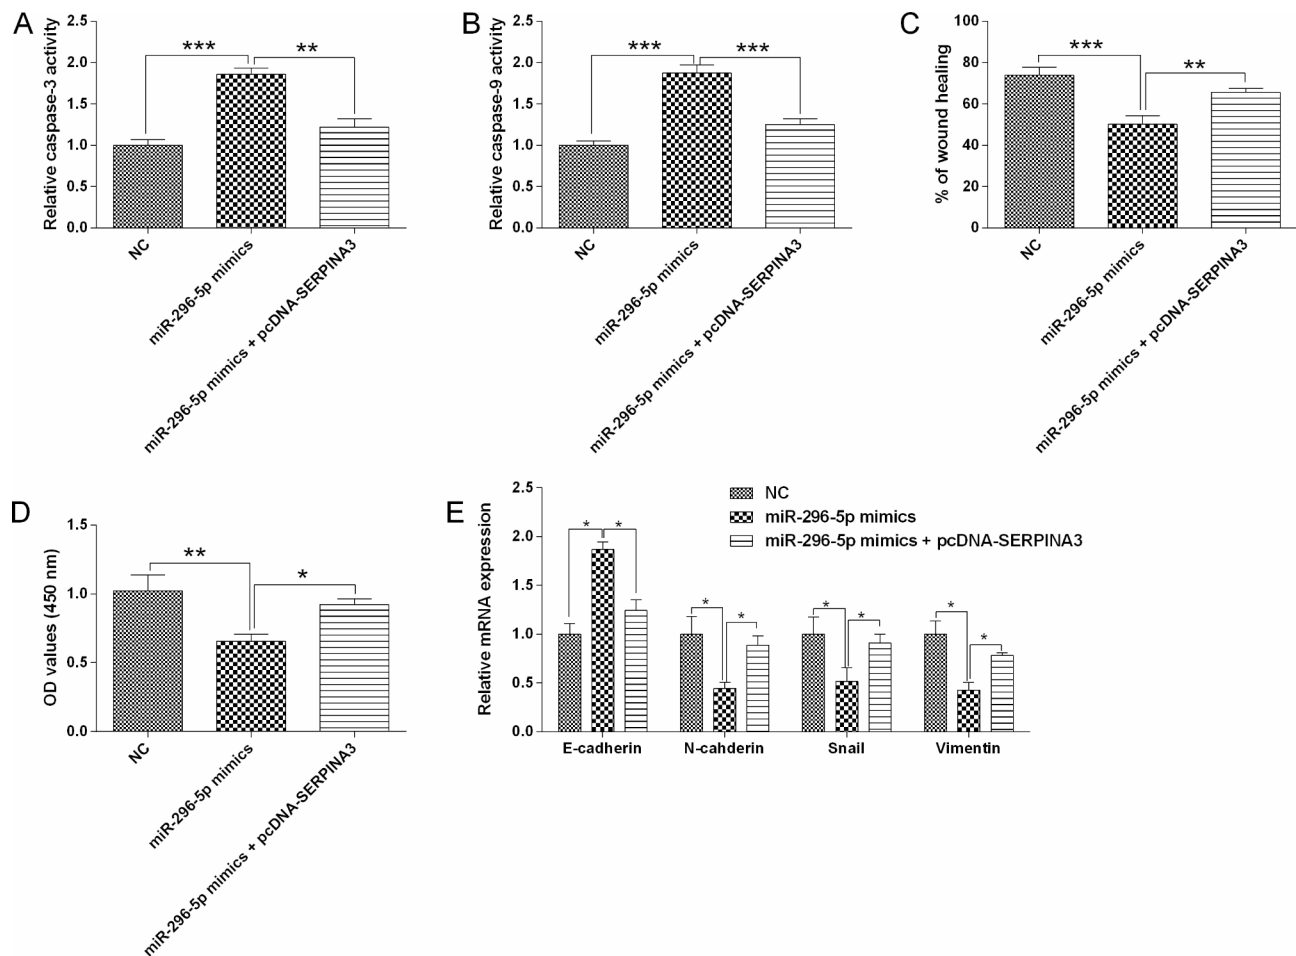 A
Relative caspase-3 activity
2.5
2.0
1.5
1.0
0.5
0.0
***
**
NC
miR-296-5p mimics
miR-296-5p mimics + pcDNA-SERPINA3
B
Relative caspase-9 activity
2.5
2.0
1.5
1.0
0.5
0.0
***
***
NC
miR-296-5p mimics
miR-296-5p mimics + pcDNA-SERPINA3
C
% of wound healing
100
80
60
40
20
0
***
**
NC
miR-296-5p mimics
miR-296-5p mimics + pcDNA-SERPINA3
D
OD values (450 nm)
1.5
1.0
0.5
0.0
**
*
NC
miR-296-5p mimics
miR-296-5p mimics + pcDNA-SERPINA3
E
Relative mRNA expression
2.5
2.0
1.5
1.0
0.5
0.0
NC
miR-296-5p mimics
miR-296-5p mimics + pcDNA-SERPINA3
* *
* *
* *
* *
E-cadherin N-cahderin Snail Vimentin